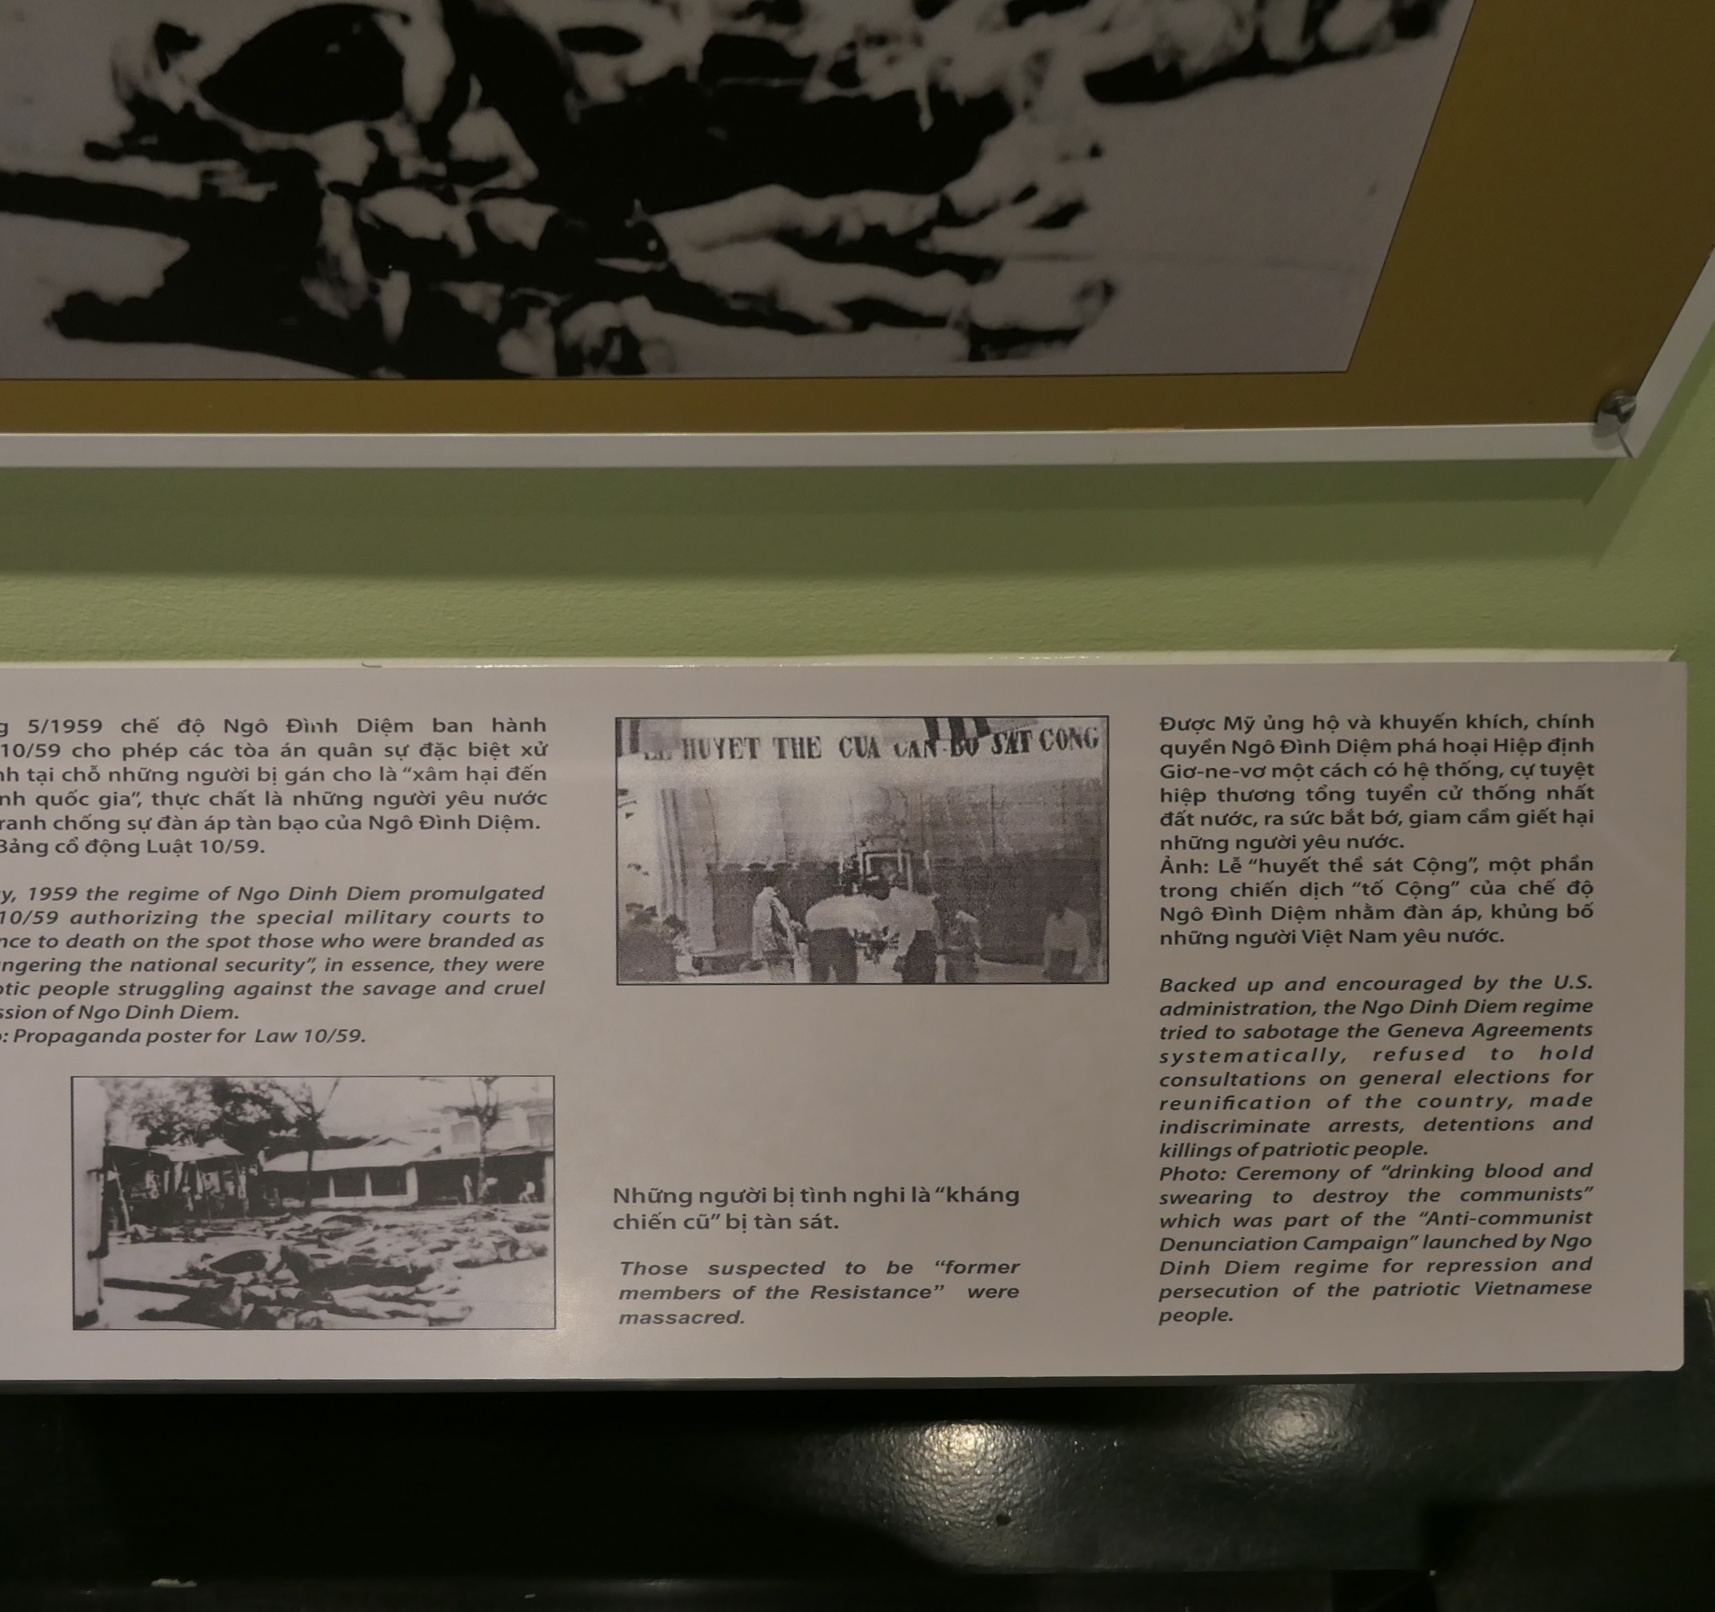 5/1959 chế độ Ngô Đình Diệm ban hành
10/59 cho phép các tòa án quân sự đặc biệt xử
tại chỗ những người bị gán cho là “xâm hại đến
quốc gia”, thực chất là những người yêu nước
chống sự đàn áp tàn bạo của Ngô Đình Diệm.
Bảng cổ động Luật 10/59.
1959 the regime of Ngo Dinh Diem promulgated
10/59 authorizing the special military courts to
to death on the spot those who were branded as
the national security”, in essence, they were
people struggling against the savage and cruel
of Ngo Dinh Diem.
Propaganda poster for Law 10/59.
HUYET THE CUA CAN BO SAT CONG
Những người bị tình nghi là “kháng
chiến cũ” bị tàn sát.
Those suspected to be “former
members of the Resistance” were
massacred.
Được Mỹ ủng hộ và khuyến khích, chính
quyền Ngô Đình Diệm phá hoại Hiệp định
Giơ-ne-vơ một cách có hệ thống, cự tuyệt
hiệp thương tổng tuyển cử thống nhất
đất nước, ra sức bắt bớ, giam cầm giết hại
những người yêu nước.
Ảnh: Lễ “huyết thề sát Cộng”, một phần
trong chiến dịch “tố Cộng” của chế độ
Ngô Đình Diệm nhằm đàn áp, khủng bố
những người Việt Nam yêu nước.
Backed up and encouraged by the U.S.
administration, the Ngo Dinh Diem regime
tried to sabotage the Geneva Agreements
systematically, refused to hold
consultations on general elections for
reunification of the country, made
indiscriminate arrests, detentions and
killings of patriotic people.
Photo: Ceremony of “drinking blood and
swearing to destroy the communists”
which was part of the “Anti-communist
Denunciation Campaign” launched by Ngo
Dinh Diem regime for repression and
persecution of the patriotic Vietnamese
people.